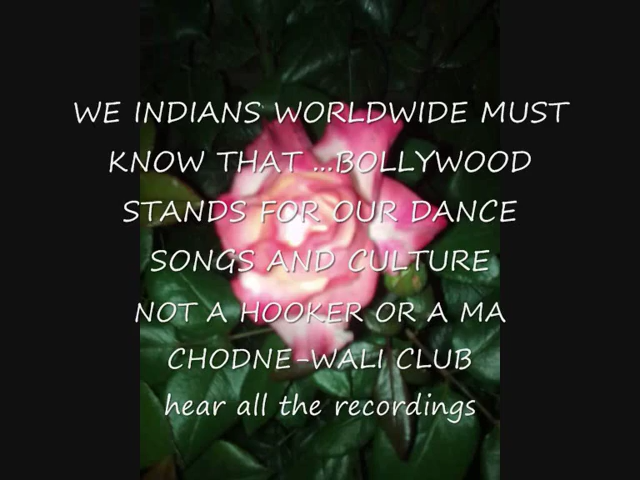 WE INDIANS WORLDWIDE MUST
KNOW THAT ...BOLLYWOOD
STANDS FOR OUR DANCE
SONGS AND CULTURE
NOT A HOOKER OR A MA
CHODNE-WALI CLUB
hear all the recordings